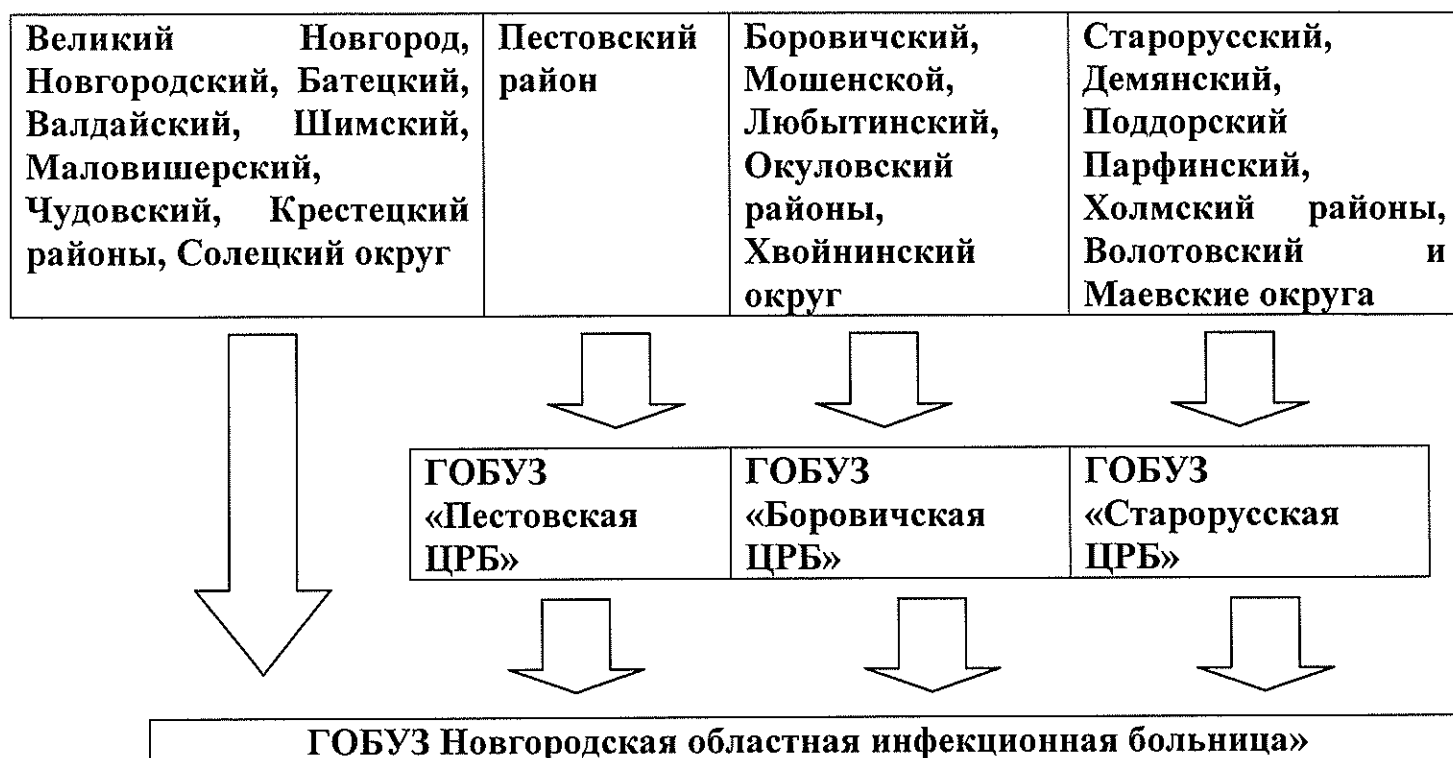 Великий Новгород,
Новгородский, Батецкий,
Валдайский, Шимский,
Маловишерский,
Чудовский, Крестецкий
районы, Солецкий округ
Пестовский
район
Боровичский,
Мошенской,
Любытинский,
Окуловский
районы,
Хвойнинский
округ
Старорусский,
Демянский,
Поддорский
Парфинский,
Холмский районы,
Волотовский и
Маевские округа
ГОБУЗ
«Пестовская
ЦРБ»
ГОБУЗ
«Боровичская
ЦРБ»
ГОБУЗ
«Старорусская
ЦРБ»
ГОБУЗ Новгородская областная инфекционная больница»